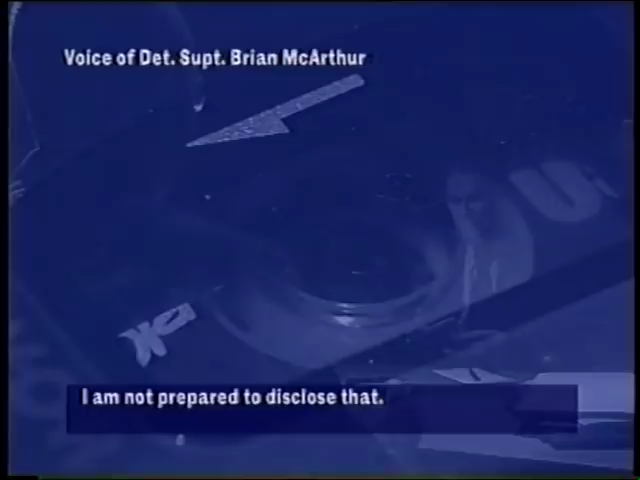 Voice of Det. Supt. Brian McArthur
I am not prepared to disclose that.